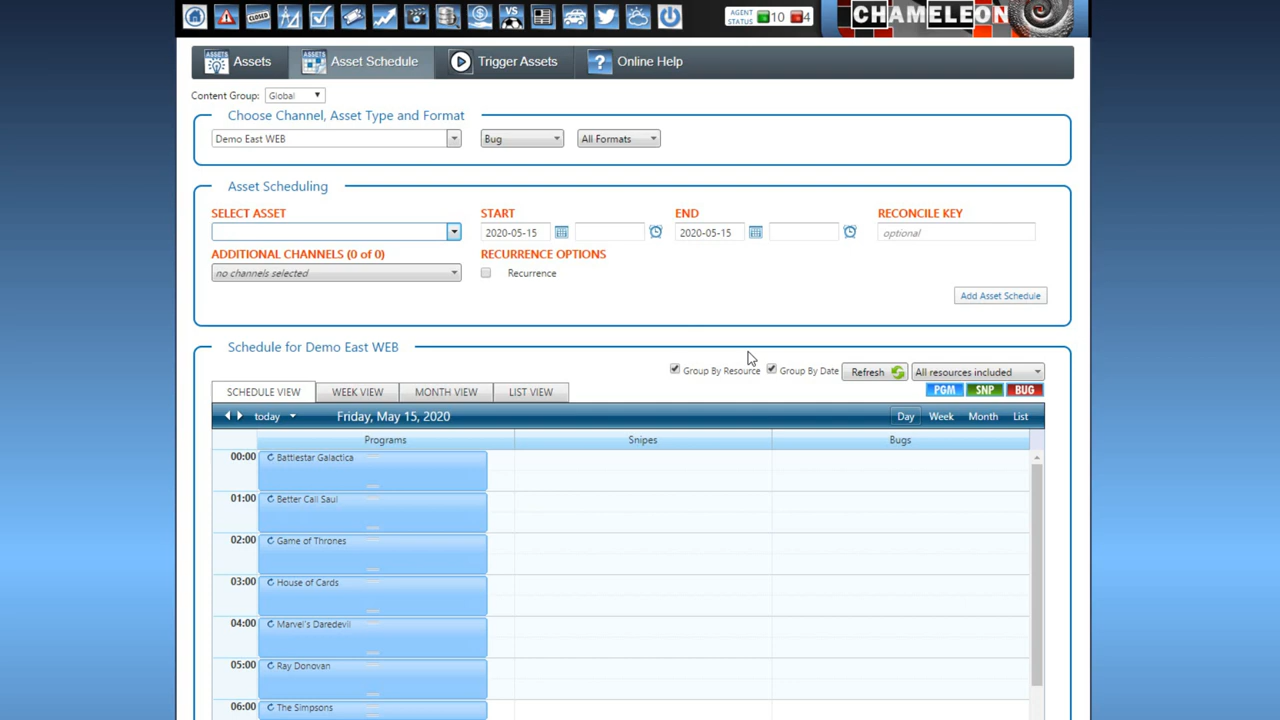 CLOSED
VS
AGENT STATUS 10 4
CHAMELEON
ASSETS Assets ASSETS Asset Schedule Trigger Assets ? Online Help
Content Group: Global
Choose Channel, Asset Type and Format
Demo East WEB Bug All Formats
Asset Scheduling
SELECT ASSET START END RECONCILE KEY
2020-05-15 2020-05-15 optional
ADDITIONAL CHANNELS (0 of 0) RECURRENCE OPTIONS
no channels selected Recurrence
Add Asset Schedule
Schedule for Demo East WEB
Group By Resource Group By Date Refresh All resources included
SCHEDULE VIEW WEEK VIEW MONTH VIEW LIST VIEW PGM SNP BUG
today Friday, May 15, 2020 Day Week Month List
Programs Snipes Bugs
00:00 Battlestar Galactica
01:00 Better Call Saul
02:00 Game of Thrones
03:00 House of Cards
04:00 Marvel's Daredevil
05:00 Ray Donovan
06:00 The Simpsons